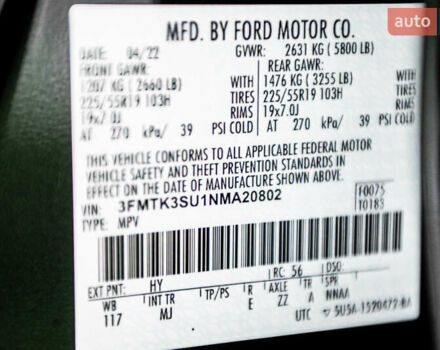 auto
MFD. BY FORD MOTOR CO.
DATE: 04/22 GVWR: 2631 KG (5800 LB)
FRONT GAWR: REAR GAWR:
1207 KG (2660 LB) WITH 1476 KG (3255 LB) WITH
225/55R19 103H TIRES 225/55R19 103H TIRES
19x7.0J RIMS 19x7.0J RIMS
AT 270 kPa/ 39 PSI COLD AT 270 kPa/ 39 PSI COLD
THIS VEHICLE CONFORMS TO ALL APPLICABLE FEDERAL MOTOR
VEHICLE SAFETY AND THEFT PREVENTION STANDARDS IN
EFFECT ON THE DATE OF MANUFACTURE SHOWN ABOVE.
VIN: 3FMTK3SU1NMA20802 F0075
TYPE: MPV T0183
EXT PNT: HY RC: 56 DSO:
WB INT TR TP/PS R AXLE TR SPR
117 MJ E ZZ A NNAA
UTC